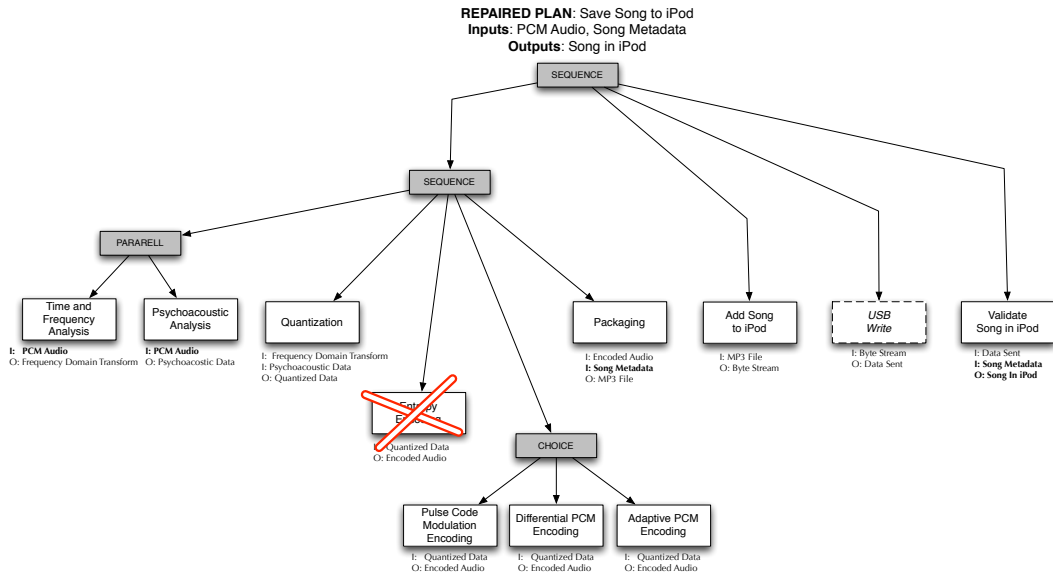 REPAIRED PLAN: Save Song to iPod
Inputs: PCM Audio, Song Metadata
Outputs: Song in iPod
SEQUENCE
SEQUENCE
PARARELL
Time and
Frequency
Analysis
I: PCM Audio
O: Frequency Domain Transform
Psychoacoustic
Analysis
I: PCM Audio
O: Psychoacostic Data
Quantization
I: Frequency Domain Transform
I: Psychoacoustic Data
O: Quantized Data
Packaging
I: Encoded Audio
I: Song Metadata
O: MP3 File
Add Song
to iPod
I: MP3 File
O: Byte Stream
USB
Write
I: Byte Stream
O: Data Sent
Validate
Song in iPod
I: Data Sent
I: Song Metadata
O: Song In iPod
Entropy
Encoding
I: Quantized Data
O: Encoded Audio
CHOICE
Pulse Code
Modulation
Encoding
I: Quantized Data
O: Encoded Audio
Differential PCM
Encoding
I: Quantized Data
O: Encoded Audio
Adaptive PCM
Encoding
I: Quantized Data
O: Encoded Audio